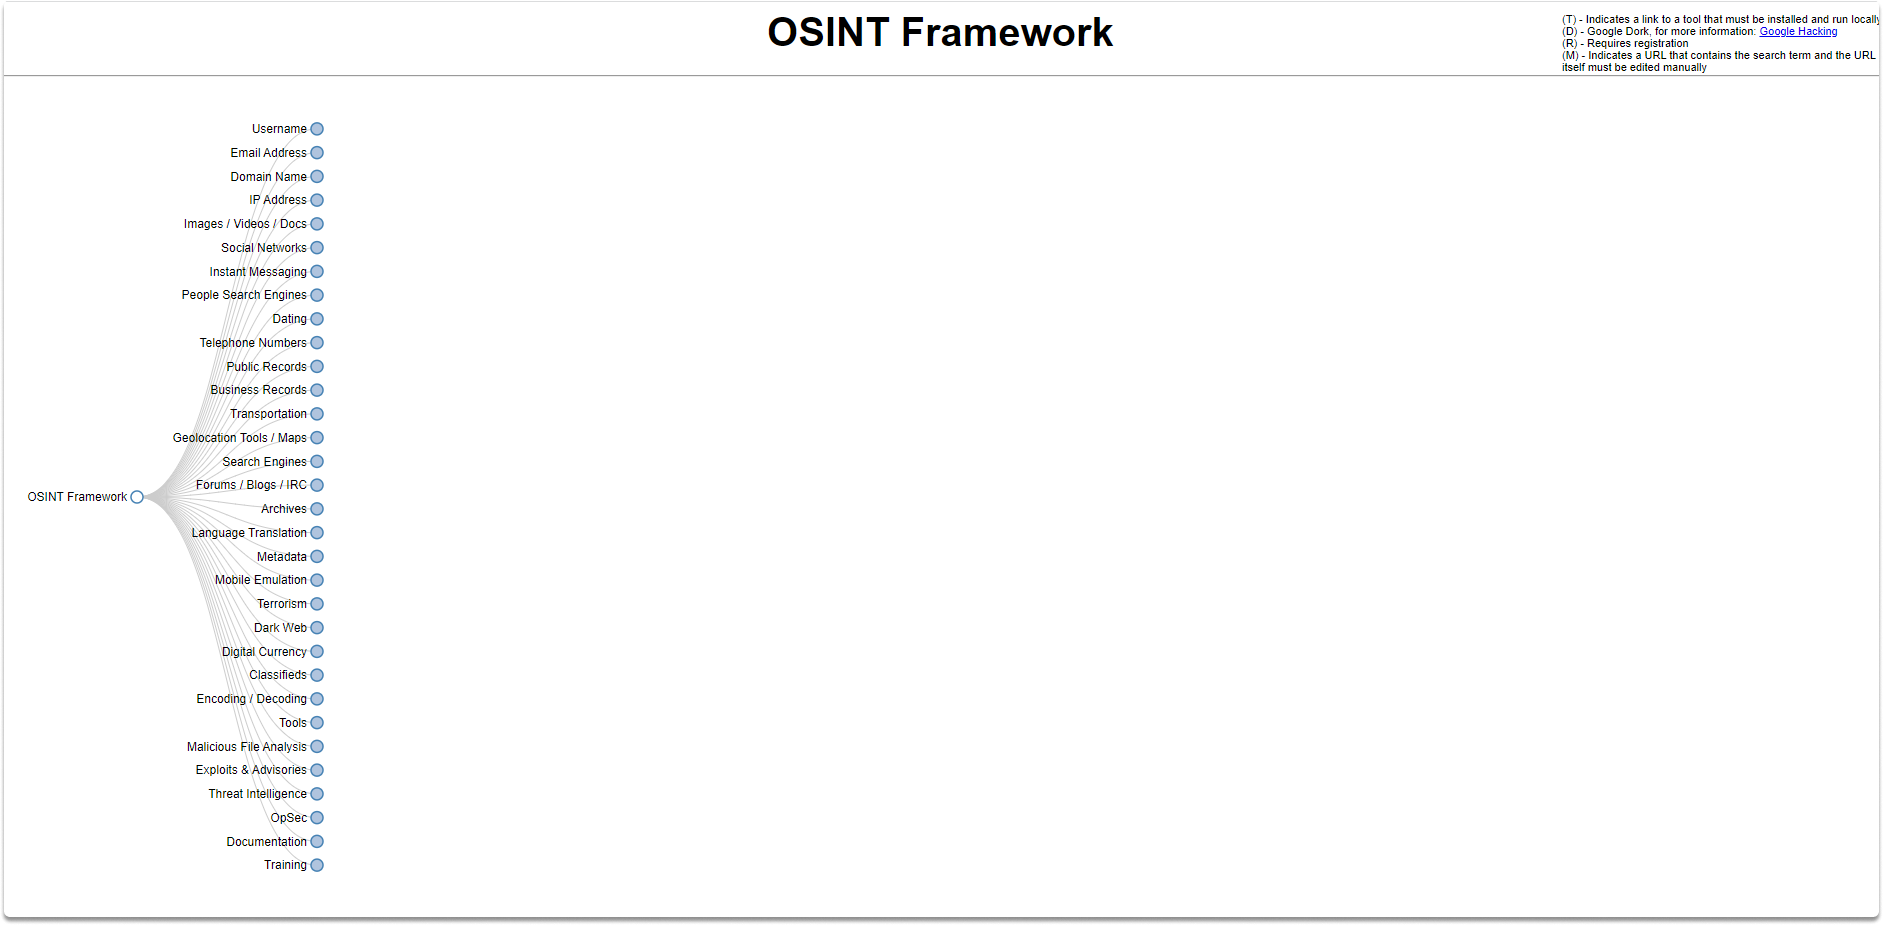 OSINT Framework
(T) - Indicates a link to a tool that must be installed and run locally
(D) - Google Dork, for more information: Google Hacking
(R) - Requires registration
(M) - Indicates a URL that contains the search term and the URL
itself must be edited manually
Username
Email Address
Domain Name
IP Address
Images / Videos / Docs
Social Networks
Instant Messaging
People Search Engines
Dating
Telephone Numbers
Public Records
Business Records
Transportation
Geolocation Tools / Maps
Search Engines
Forums / Blogs / IRC
OSINT Framework
Archives
Language Translation
Metadata
Mobile Emulation
Terrorism
Dark Web
Digital Currency
Classifieds
Encoding / Decoding
Tools
Malicious File Analysis
Exploits & Advisories
Threat Intelligence
OpSec
Documentation
Training